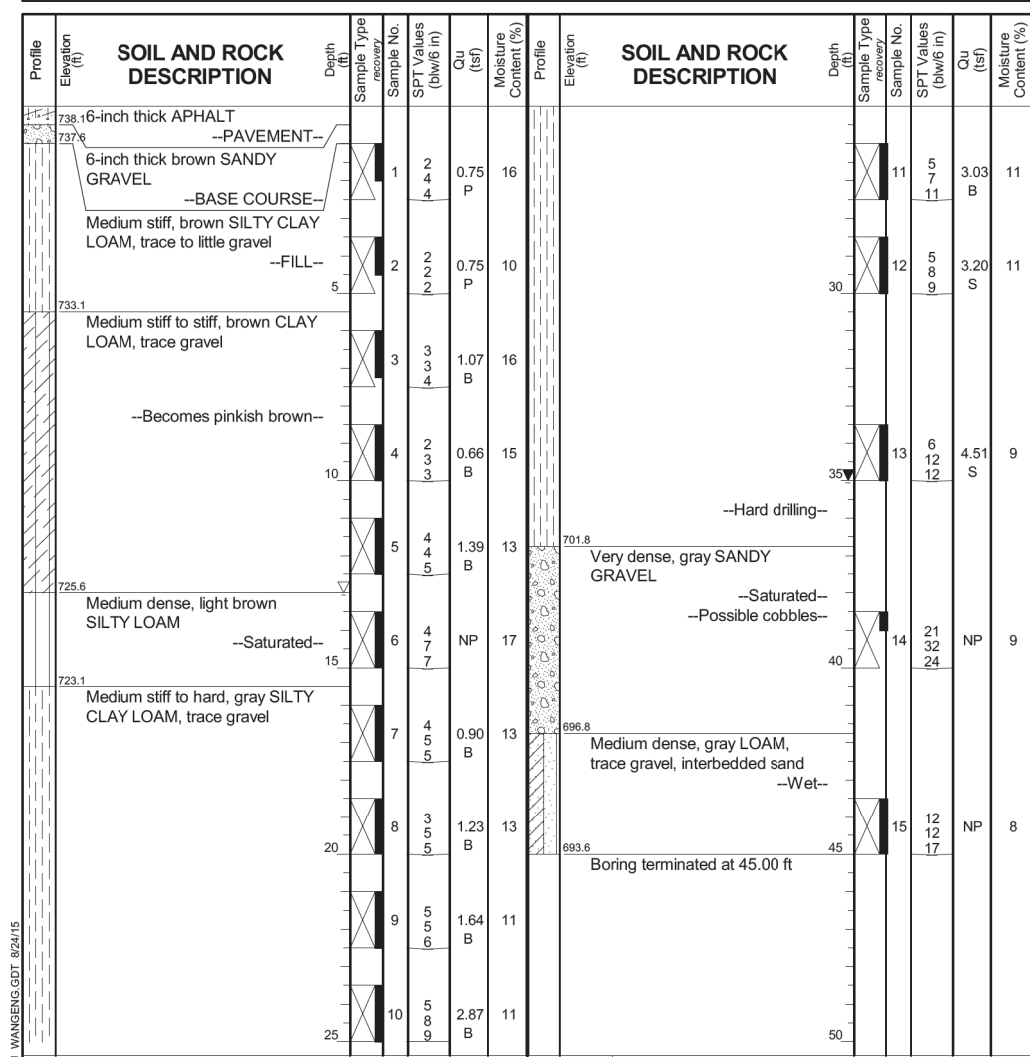 Profile
Elevation (ft)
SOIL AND ROCK
DESCRIPTION
Depth (ft)
Sample Type
recovery
Sample No.
SPT Values
(blw/6 in)
Qu
(tsf)
Moisture
Content (%)
738.1 6-inch thick APHALT
--PAVEMENT--
737.6
6-inch thick brown SANDY
GRAVEL
--BASE COURSE--
1 2 4 4 0.75 P 16
Medium stiff, brown SILTY CLAY
LOAM, trace to little gravel
--FILL--
5
2 2 2 2 0.75 P 10
733.1
Medium stiff to stiff, brown CLAY
LOAM, trace gravel
3 3 3 4 1.07 B 16
--Becomes pinkish brown--
10
4 2 3 3 0.66 B 15
5 4 4 5 1.39 B 13
725.6
Medium dense, light brown
SILTY LOAM
--Saturated--
15
6 4 7 7 NP 17
723.1
Medium stiff to hard, gray SILTY
CLAY LOAM, trace gravel
7 4 5 5 0.90 B 13
20
8 3 5 5 1.23 B 13
9 5 5 6 1.64 B 11
25
10 5 8 9 2.87 B 11
Profile
Elevation (ft)
SOIL AND ROCK
DESCRIPTION
Depth (ft)
Sample Type
recovery
Sample No.
SPT Values
(blw/6 in)
Qu
(tsf)
Moisture
Content (%)
11 5 7 11 3.03 B 11
30
12 5 8 9 3.20 S 11
35
13 6 12 12 4.51 S 9
--Hard drilling--
701.8
Very dense, gray SANDY
GRAVEL
--Saturated--
--Possible cobbles--
40
14 21 32 24 NP 9
696.8
Medium dense, gray LOAM,
trace gravel, interbedded sand
--Wet--
45
15 12 12 17 NP 8
693.6
Boring terminated at 45.00 ft
50
WANGENG.GDT 8/24/15